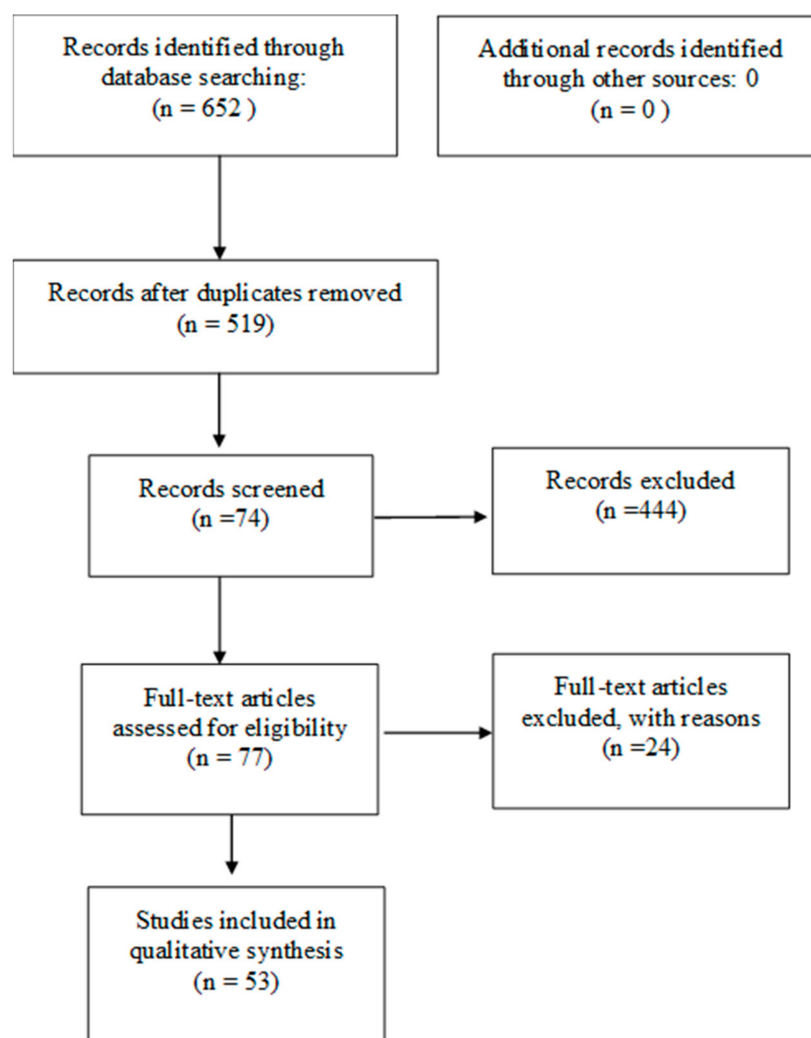 Records identified through
database searching:
(n = 652 )
Additional records identified
through other sources: 0
(n = 0 )
Records after duplicates removed
(n = 519)
Records screened
(n =74)
Records excluded
(n =444)
Full-text articles
assessed for eligibility
(n = 77)
Full-text articles
excluded, with reasons
(n =24)
Studies included in
qualitative synthesis
(n = 53)